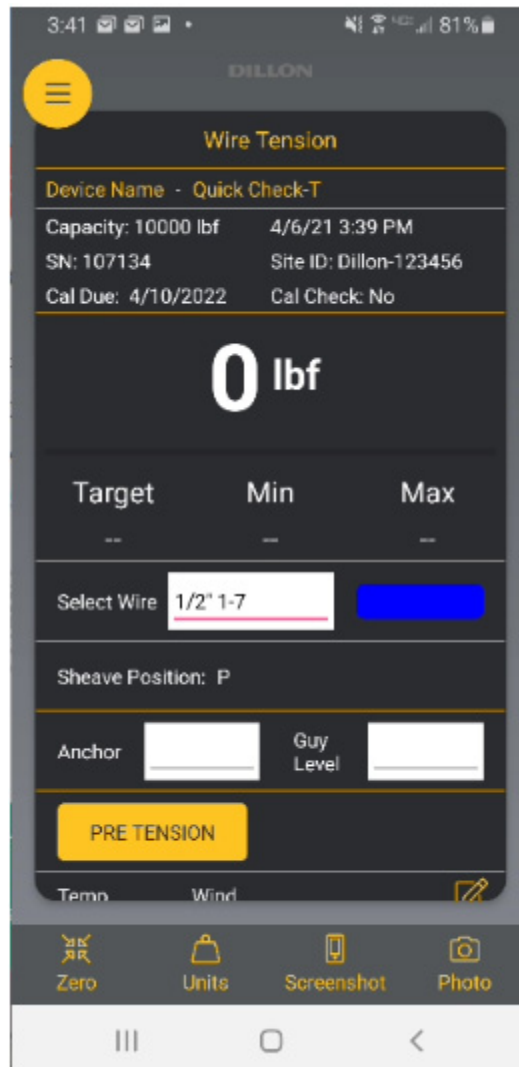 3:41 81%
DILLON
Wire Tension
Device Name - Quick Check-T
Capacity: 10000 lbf 4/6/21 3:39 PM
SN: 107134 Site ID: Dillon-123456
Cal Due: 4/10/2022 Cal Check: No
0 lbf
Target Min Max
-- -- --
Select Wire 1/2" 1-7
Sheave Position: P
Anchor Guy Level
PRE TENSION
Temp Wind
Zero Units Screenshot Photo